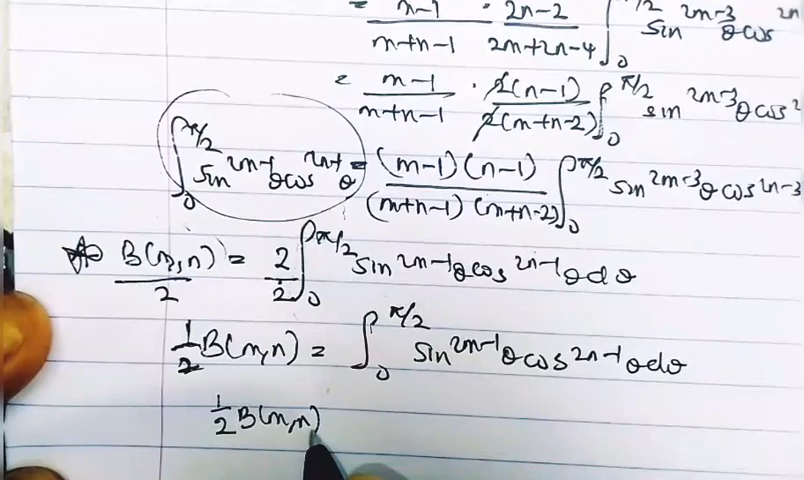 = m-1/m+n-1 · 2n-2/2m+2n-4 ∫₀ sin^2m-3 θ cos^2n
= m-1/m+n-1 · 2(n-1)/2(m+n-2) ∫₀^π/2 sin^2m-3 θ cos^2
∫₀^π/2 sin^2m-1 θ cos^2n-1 θ = (m-1)(n-1)/(m+n-1)(m+n-2) ∫₀^π/2 sin^2m-3 θ cos^2n-3
B(m,n)/2 = 2/2 ∫₀^π/2 sin^2m-1 θ cos^2n-1 θ dθ
1/2 B(m,n) = ∫₀^π/2 sin^2m-1 θ cos^2n-1 θ dθ
1/2 B(m,n)